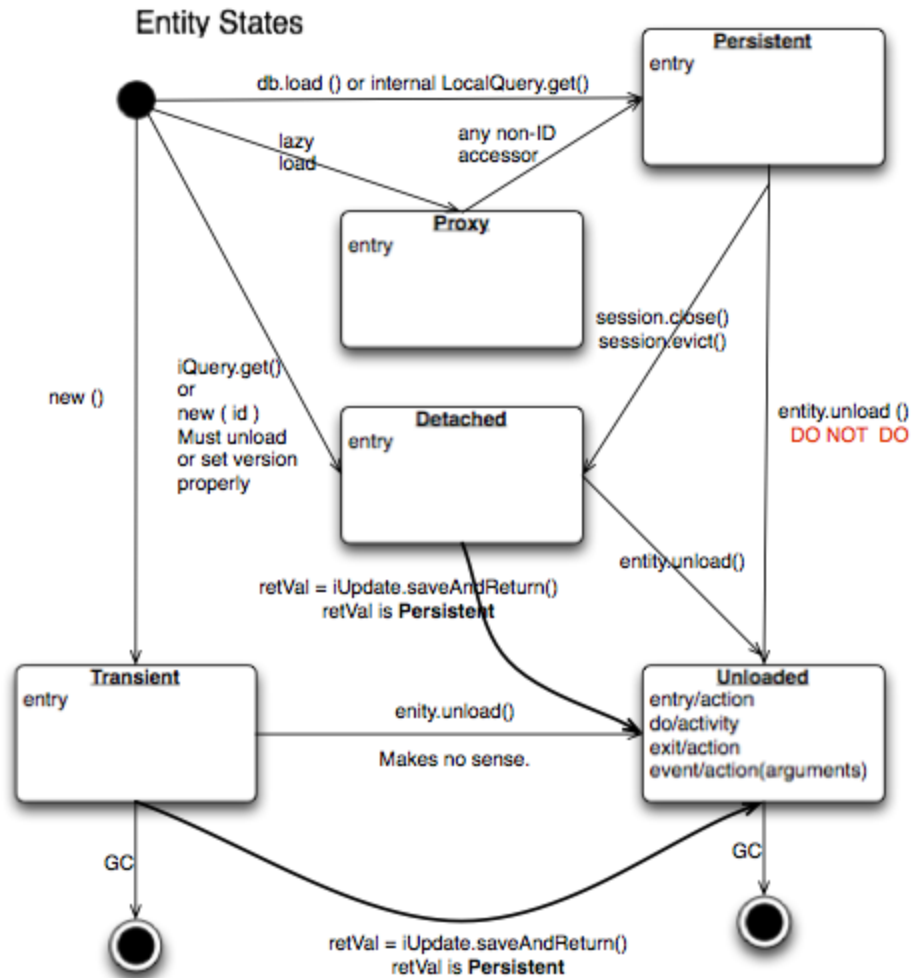 Entity States
Persistent
entry
db.load () or internal LocalQuery.get()
lazy
load
any non-ID
accessor
Proxy
entry
session.close()
session.evict()
new ()
iQuery.get()
or
new ( id )
Must unload
or set version
properly
Detached
entry
entity.unload ()
DO NOT  DO
entity.unload()
retVal = iUpdate.saveAndReturn()
retVal is Persistent
Transient
entry
enity.unload()
Makes no sense.
Unloaded
entry/action
do/activity
exit/action
event/action(arguments)
GC
GC
retVal = iUpdate.saveAndReturn()
retVal is Persistent